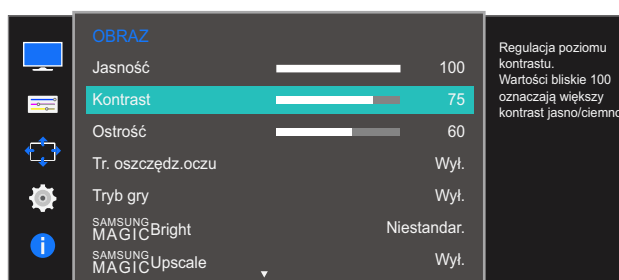 OBRAZ
Jasność 100
Kontrast 75
Ostrość 60
Tr. oszczędz.oczu Wył.
Tryb gry Wył.
SAMSUNG MAGIC Bright Niestandar.
SAMSUNG MAGIC Upscale Wył.
Regulacja poziomu
kontrastu.
Wartości bliskie 100
oznaczają większy
kontrast jasno/ciemno